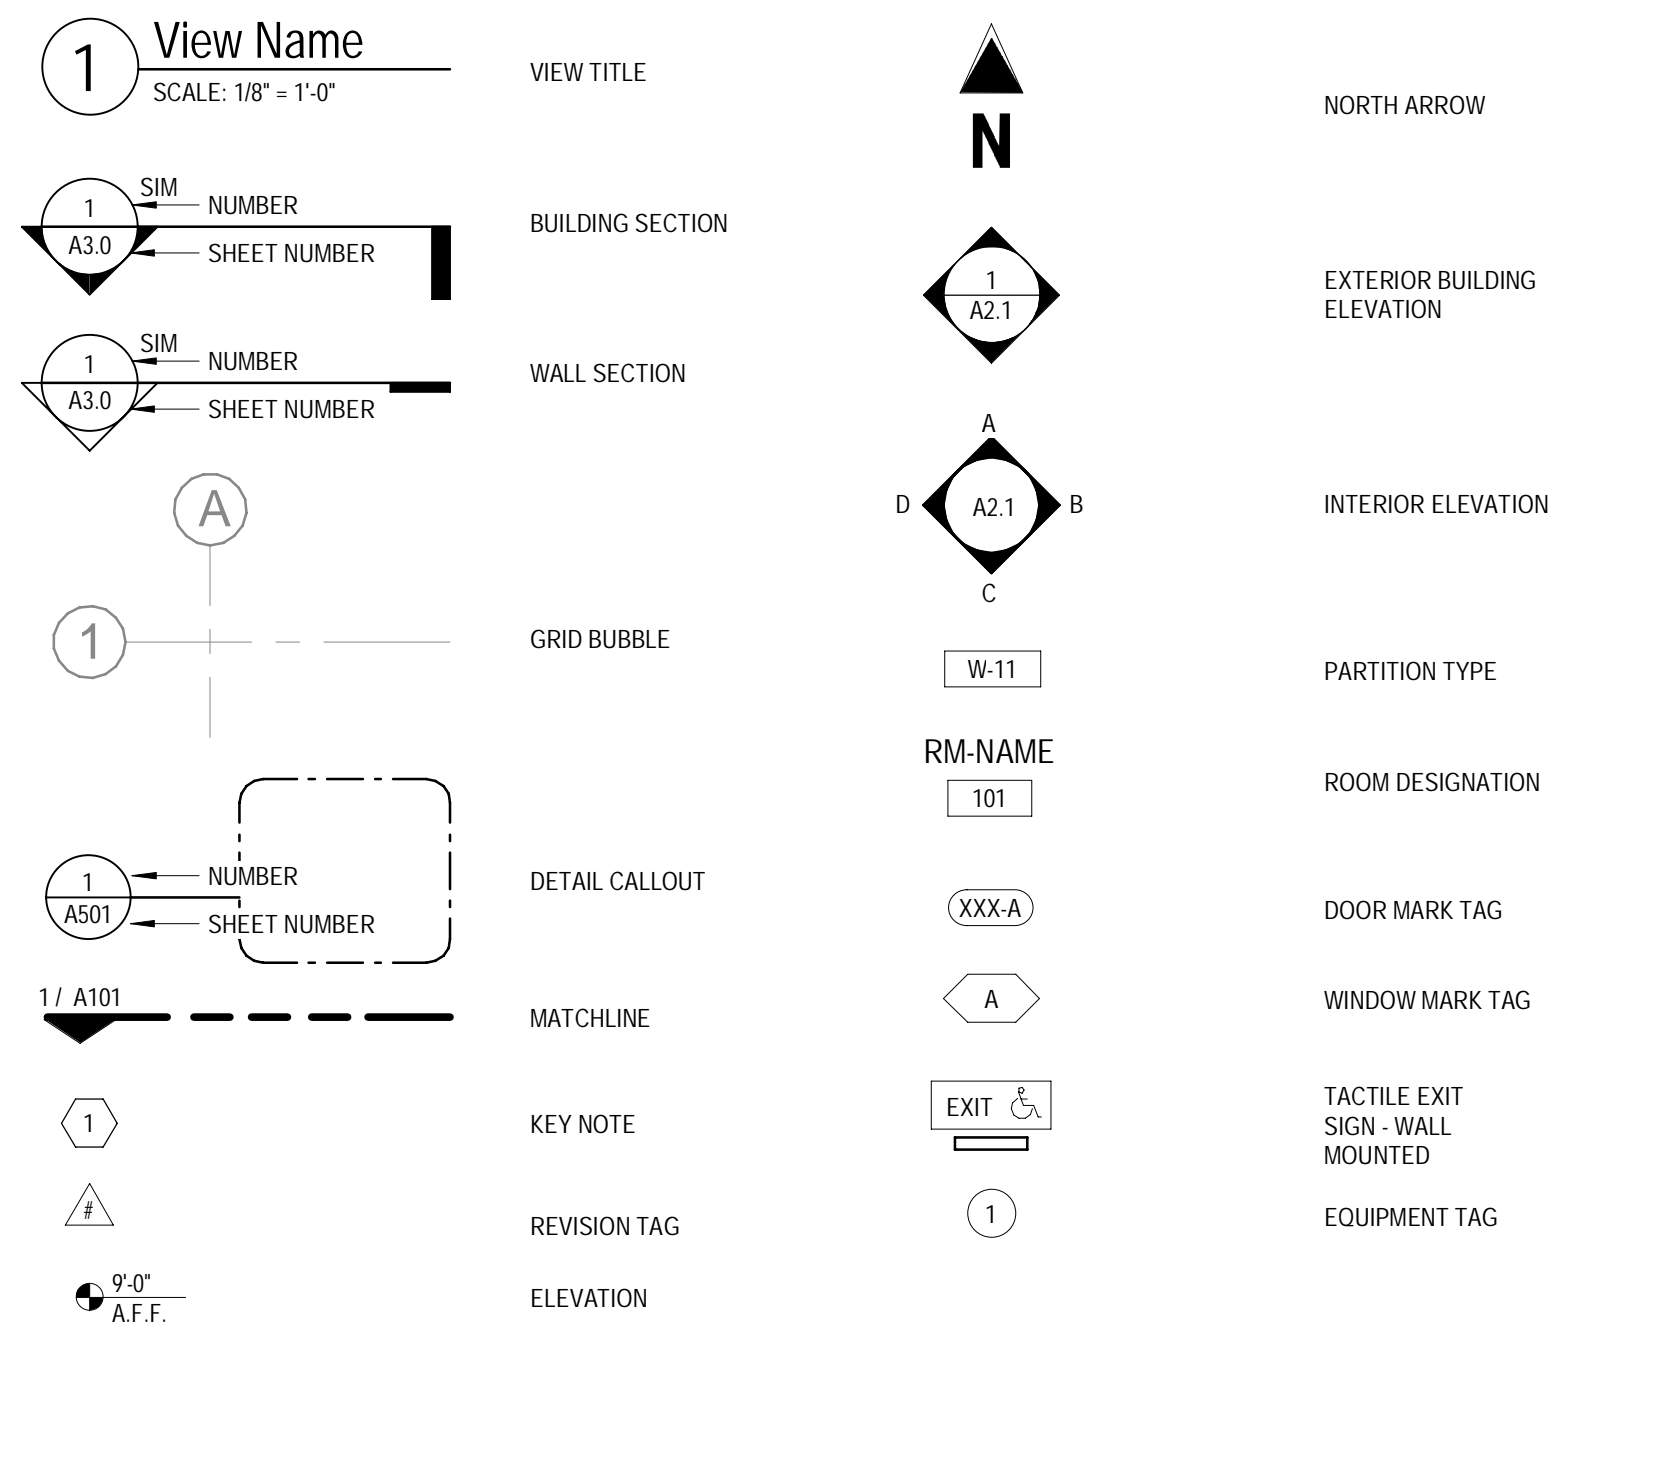 1
View Name
SCALE: 1/8" = 1'-0"
VIEW TITLE
1
A3.0
SIM
NUMBER
SHEET NUMBER
BUILDING SECTION
1
A3.0
SIM
NUMBER
SHEET NUMBER
WALL SECTION
A
1
GRID BUBBLE
1
A501
NUMBER
SHEET NUMBER
DETAIL CALLOUT
1 / A101
MATCHLINE
1
KEY NOTE
#
REVISION TAG
9'-0"
A.F.F.
ELEVATION
N
NORTH ARROW
1
A2.1
EXTERIOR BUILDING
ELEVATION
A
D
A2.1
B
C
INTERIOR ELEVATION
W-11
PARTITION TYPE
RM-NAME
101
ROOM DESIGNATION
XXX-A
DOOR MARK TAG
A
WINDOW MARK TAG
EXIT
TACTILE EXIT
SIGN - WALL
MOUNTED
1
EQUIPMENT TAG